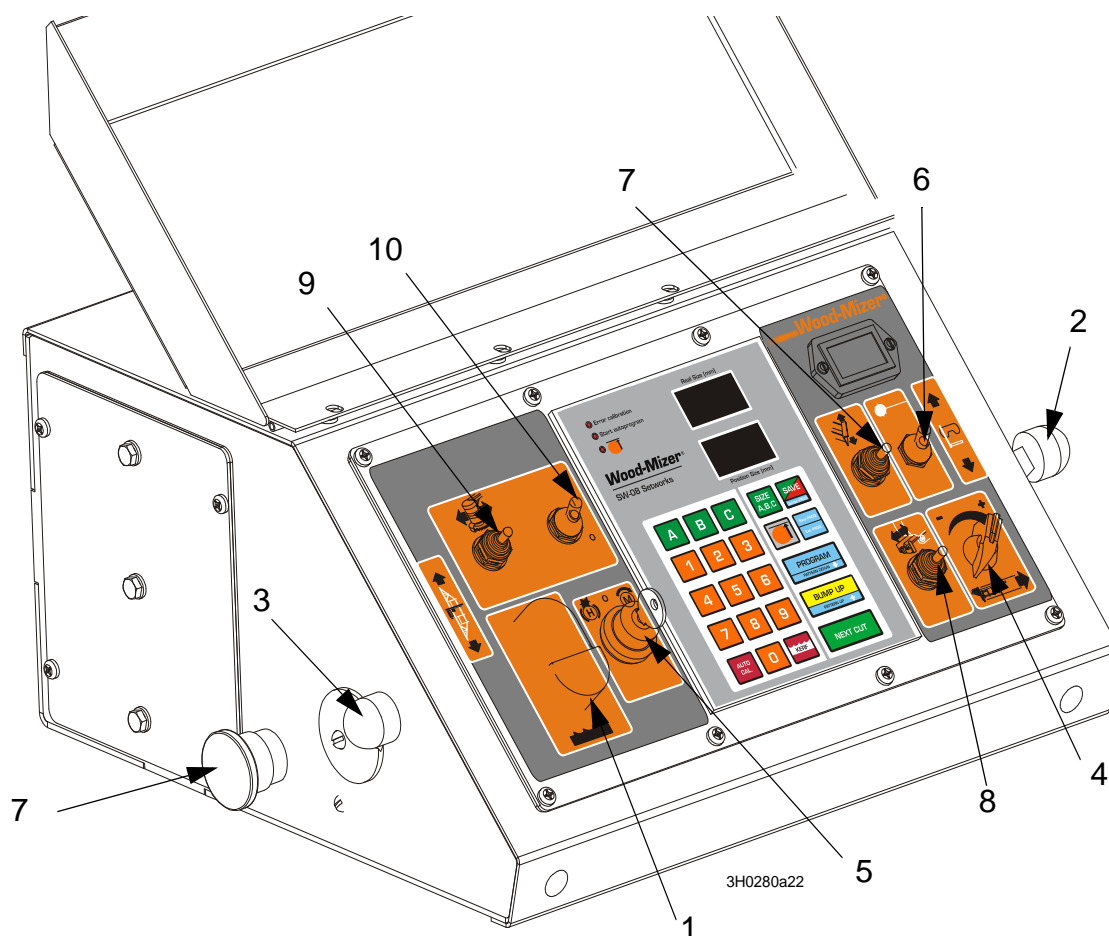 7
6
10
9
2
Wood-Mizer®
Real Size [mm]
Error calibration
Start autoprogram
Wood-Mizer®
SW-08 Setworks
Position Size [mm]
- +
A B C
SIZE
A,B,C
SAVE
1 2 3
4 5 6
7 8 9
AUTO
CAL.
0
KERF
PROGRAM
BUMP UP
NEXT CUT
H
M
3
7
4
8
5
1
3H0280a22